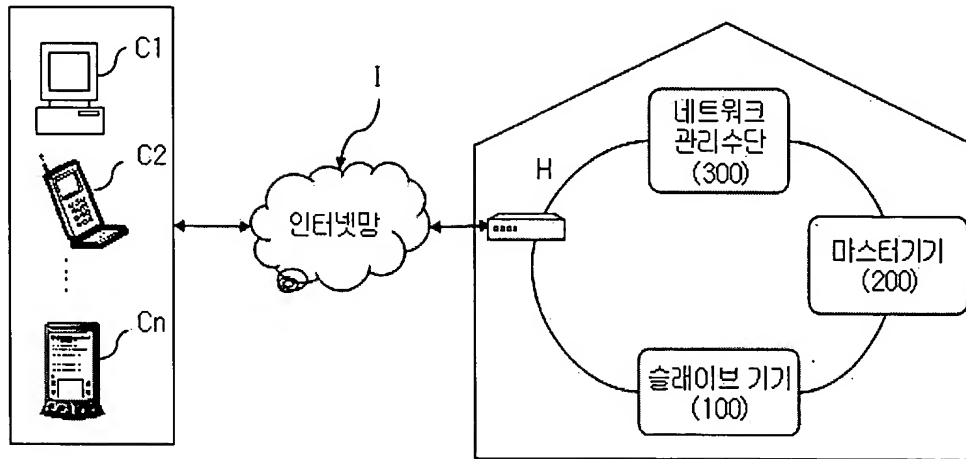 C1
C2
Cn
I
인터넷망
H
네트워크
관리수단
(300)
마스터기기
(200)
슬래이브 기기
(100)